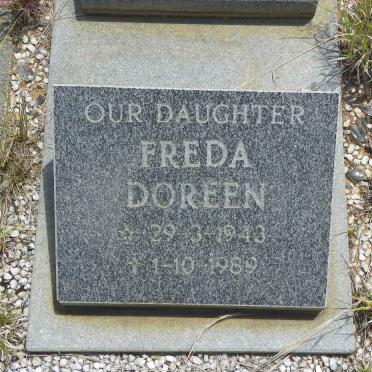 OUR DAUGHTER
FREDA
DOREEN
* 29-3-1943
† 1-10-1989